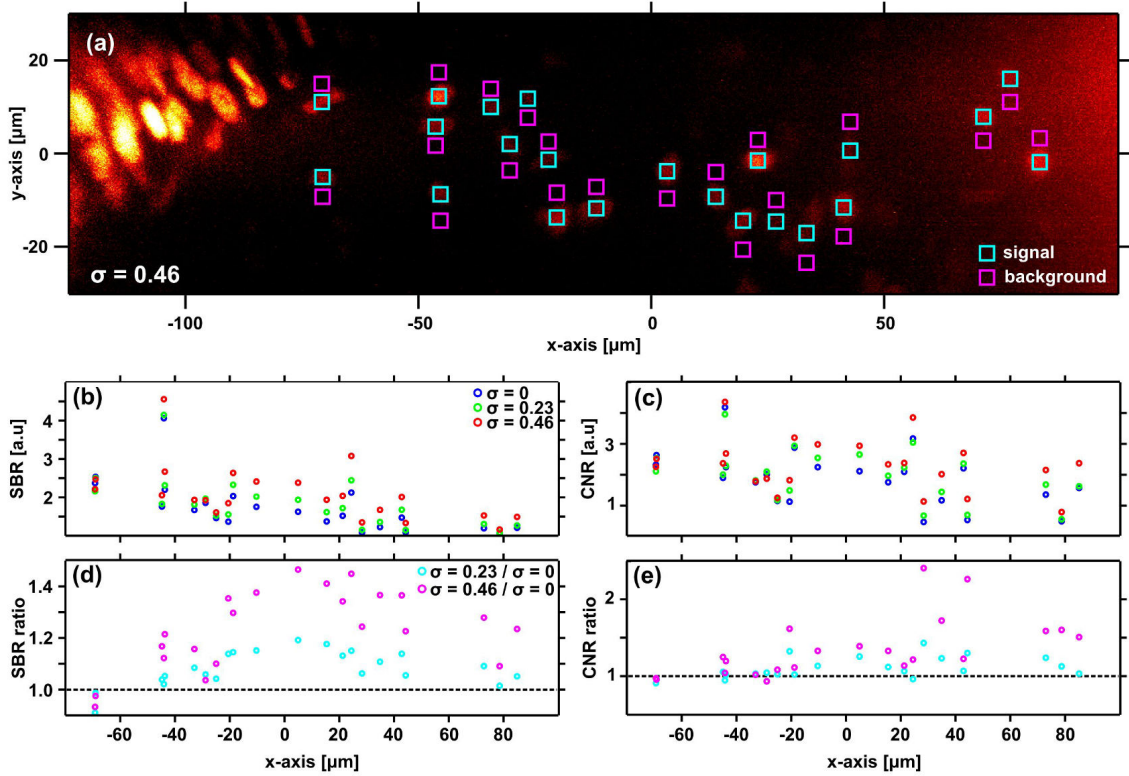 (a)
20
0
-20
y-axis [µm]
σ = 0.46
signal
background
-100
-50
0
50
x-axis [µm]
(b)
σ = 0
σ = 0.23
σ = 0.46
4
3
2
SBR [a.u]
(c)
3
1
CNR [a.u]
(d)
σ = 0.23 / σ = 0
σ = 0.46 / σ = 0
1.4
1.2
1.0
SBR ratio
-60
-40
-20
0
20
40
60
80
x-axis [µm]
(e)
2
1
CNR ratio
-60
-40
-20
0
20
40
60
80
x-axis [µm]